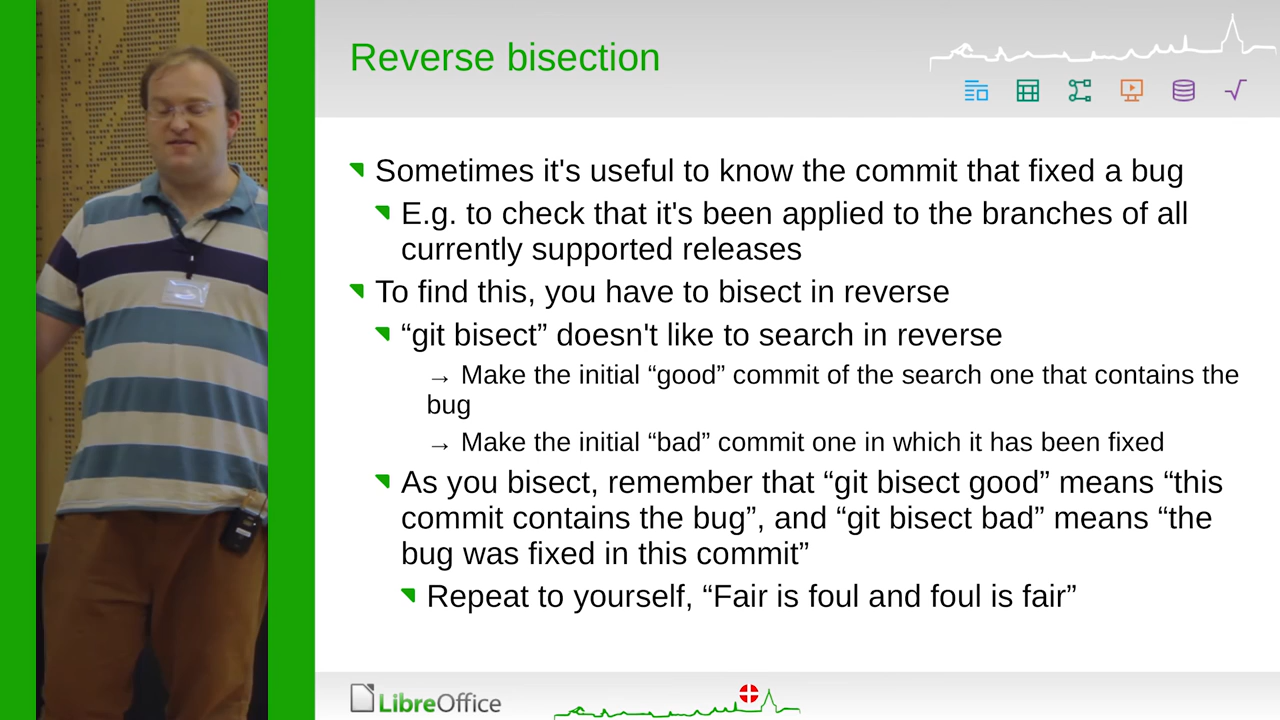 Reverse bisection
Sometimes it's useful to know the commit that fixed a bug
E.g. to check that it's been applied to the branches of all
currently supported releases
To find this, you have to bisect in reverse
“git bisect” doesn't like to search in reverse
→ Make the initial “good” commit of the search one that contains the
bug
→ Make the initial “bad” commit one in which it has been fixed
As you bisect, remember that “git bisect good” means “this
commit contains the bug”, and “git bisect bad” means “the
bug was fixed in this commit”
Repeat to yourself, “Fair is foul and foul is fair”
LibreOffice